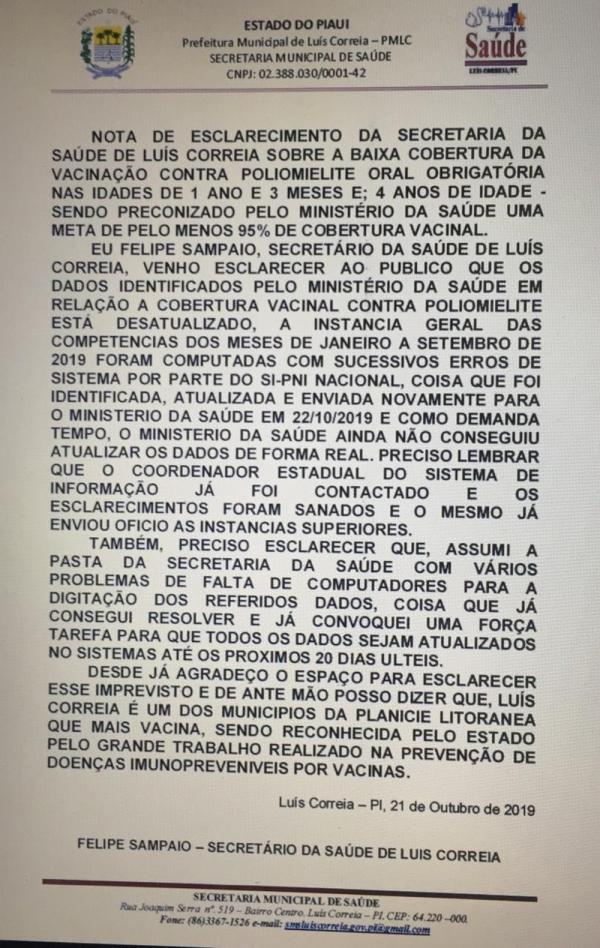 ESTADO DO PIAUI
ESTADO DO PIAUI
Prefeitura Municipal de Luís Correia – PMLC
SECRETARIA MUNICIPAL DE SAÚDE
CNPJ: 02.388.030/0001-42
Secretaria de
Saúde
LUÍS CORREIA/PI
NOTA DE ESCLARECIMENTO DA SECRETARIA DA
SAÚDE DE LUÍS CORREIA SOBRE A BAIXA COBERTURA DA
VACINAÇÃO CONTRA POLIOMIELITE ORAL OBRIGATÓRIA
NAS IDADES DE 1 ANO E 3 MESES E; 4 ANOS DE IDADE -
SENDO PRECONIZADO PELO MINISTÉRIO DA SAÚDE UMA
META DE PELO MENOS 95% DE COBERTURA VACINAL.
EU FELIPE SAMPAIO, SECRETÁRIO DA SAÚDE DE LUÍS
CORREIA, VENHO ESCLARECER AO PUBLICO QUE OS
DADOS IDENTIFICADOS PELO MINISTÉRIO DA SAÚDE EM
RELAÇÃO A COBERTURA VACINAL CONTRA POLIOMIELITE
ESTÁ DESATUALIZADO, A INSTANCIA GERAL DAS
COMPETENCIAS DOS MESES DE JANEIRO A SETEMBRO DE
2019 FORAM COMPUTADAS COM SUCESSIVOS ERROS DE
SISTEMA POR PARTE DO SI-PNI NACIONAL, COISA QUE FOI
IDENTIFICADA, ATUALIZADA E ENVIADA NOVAMENTE PARA
O MINISTERIO DA SAÚDE EM 22/10/2019 E COMO DEMANDA
TEMPO, O MINISTERIO DA SAÚDE AINDA NÃO CONSEGUIU
ATUALIZAR OS DADOS DE FORMA REAL. PRECISO LEMBRAR
QUE O COORDENADOR ESTADUAL DO SISTEMA DE
INFORMAÇÃO JÁ FOI CONTACTADO E OS
ESCLARECIMENTOS FORAM SANADOS E O MESMO JÁ
ENVIOU OFICIO AS INSTANCIAS SUPERIORES.
TAMBÉM, PRECISO ESCLARECER QUE, ASSUMI A
PASTA DA SECRETARIA DA SAÚDE COM VÁRIOS
PROBLEMAS DE FALTA DE COMPUTADORES PARA A
DIGITAÇÃO DOS REFERIDOS DADOS, COISA QUE JÁ
CONSEGUI RESOLVER E JÁ CONVOQUEI UMA FORÇA
TAREFA PARA QUE TODOS OS DADOS SEJAM ATUALIZADOS
NO SISTEMAS ATÉ OS PROXIMOS 20 DIAS ULTEIS.
DESDE JÁ AGRADEÇO O ESPAÇO PARA ESCLARECER
ESSE IMPREVISTO E DE ANTE MÃO POSSO DIZER QUE, LUÍS
CORREIA É UM DOS MUNICIPIOS DA PLANICIE LITORANEA
QUE MAIS VACINA, SENDO RECONHECIDA PELO ESTADO
PELO GRANDE TRABALHO REALIZADO NA PREVENÇÃO DE
DOENÇAS IMUNOPREVENIVEIS POR VACINAS.
Luís Correia – PI, 21 de Outubro de 2019
FELIPE SAMPAIO – SECRETÁRIO DA SAÚDE DE LUIS CORREIA
SECRETARIA MUNICIPAL DE SAÚDE
Rua Joaquim Serra nº. 519 – Bairro Centro. Luís Correia – PI. CEP: 64.220 –000.
Fone: (86)3367-1526 e-mail: smsluiscorreia.gov.pi@gmail.com